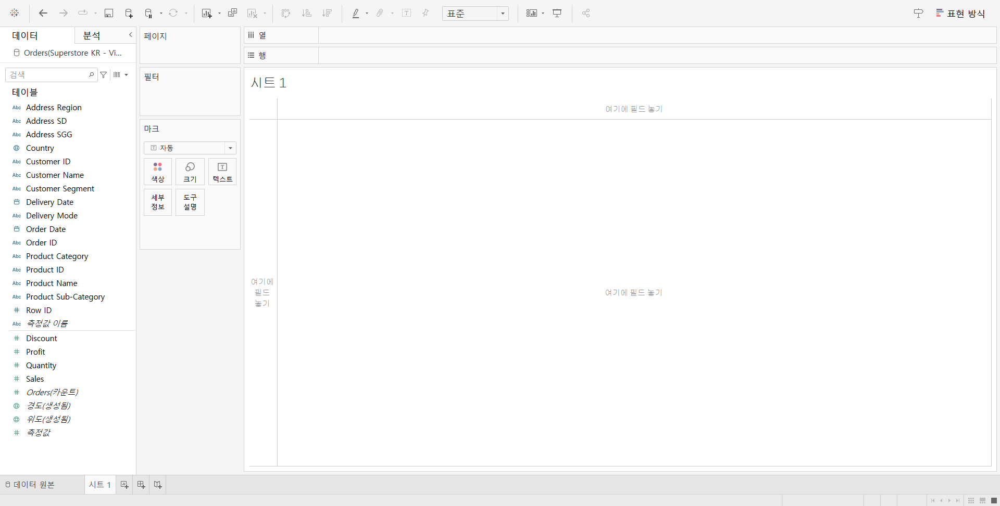 표준
표현 방식
데이터
분석
Orders(Superstore KR - Vi...
검색
테이블
Abc Address Region
Abc Address SD
Abc Address SGG
Country
Abc Customer ID
Abc Customer Name
Abc Customer Segment
Delivery Date
Abc Delivery Mode
Order Date
Abc Order ID
Abc Product Category
Abc Product ID
Abc Product Name
Abc Product Sub-Category
# Row ID
Abc 측정값 이름
# Discount
# Profit
# Quantity
# Sales
# Orders(카운트)
경도(생성됨)
위도(생성됨)
# 측정값
페이지
필터
마크
T 자동
색상
크기
T
텍스트
세부
정보
도구
설명
열
행
시트 1
여기에 필드 놓기
여기에
필드
놓기
여기에 필드 놓기
데이터 원본
시트 1